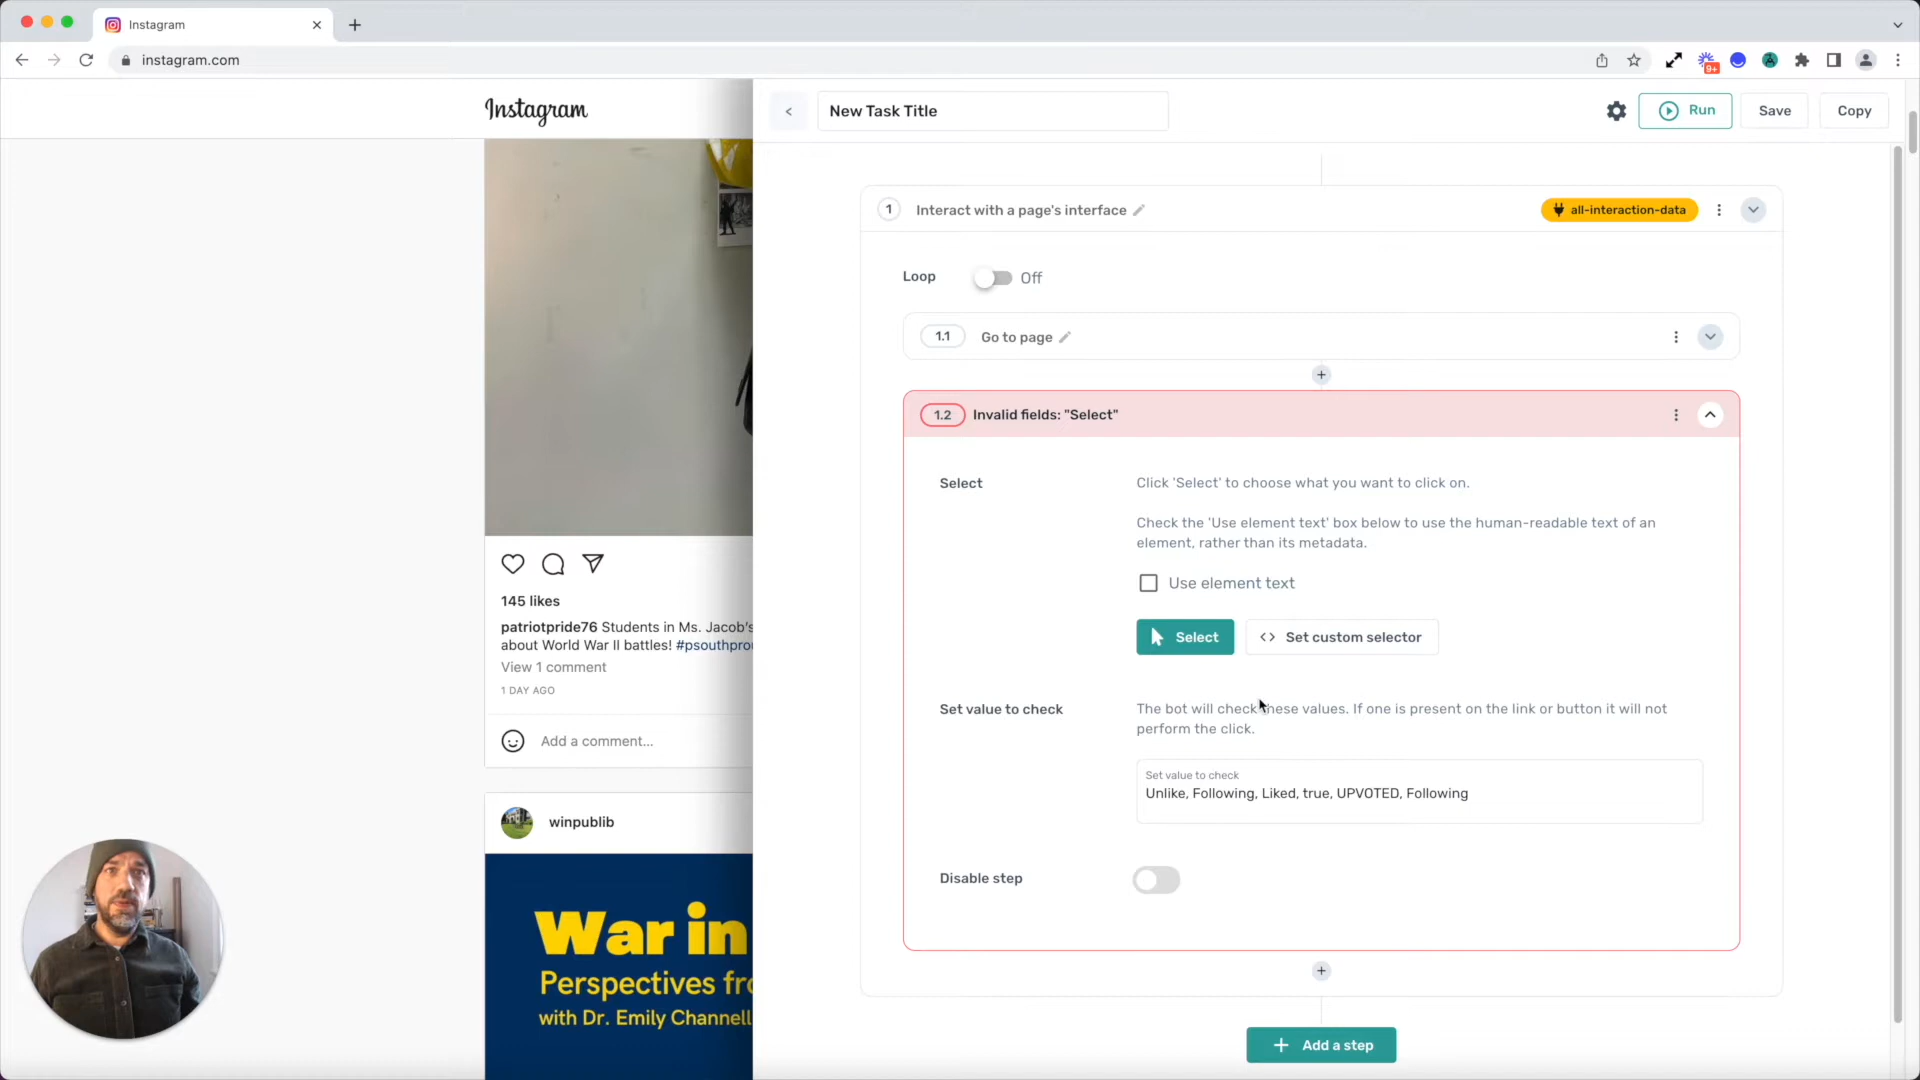 Instagram
instagram.com
9+
Instagram
New Task Title
Run
Save
Copy
1
Interact with a page's interface
all-interaction-data
Loop
Off
1.1
Go to page
1.2
Invalid fields: "Select"
Select
Click 'Select' to choose what you want to click on.
Check the 'Use element text' box below to use the human-readable text of an
element, rather than its metadata.
Use element text
Select
Set custom selector
Set value to check
The bot will check these values. If one is present on the link or button it will not
perform the click.
Set value to check
Unlike, Following, Liked, true, UPVOTED, Following
Disable step
Add a step
145 likes
patriotpride76 Students in Ms. Jacob's
about World War II battles! #psouthprou
View 1 comment
1 DAY AGO
Add a comment...
winpublib
War in
Perspectives fro
with Dr. Emily Channell